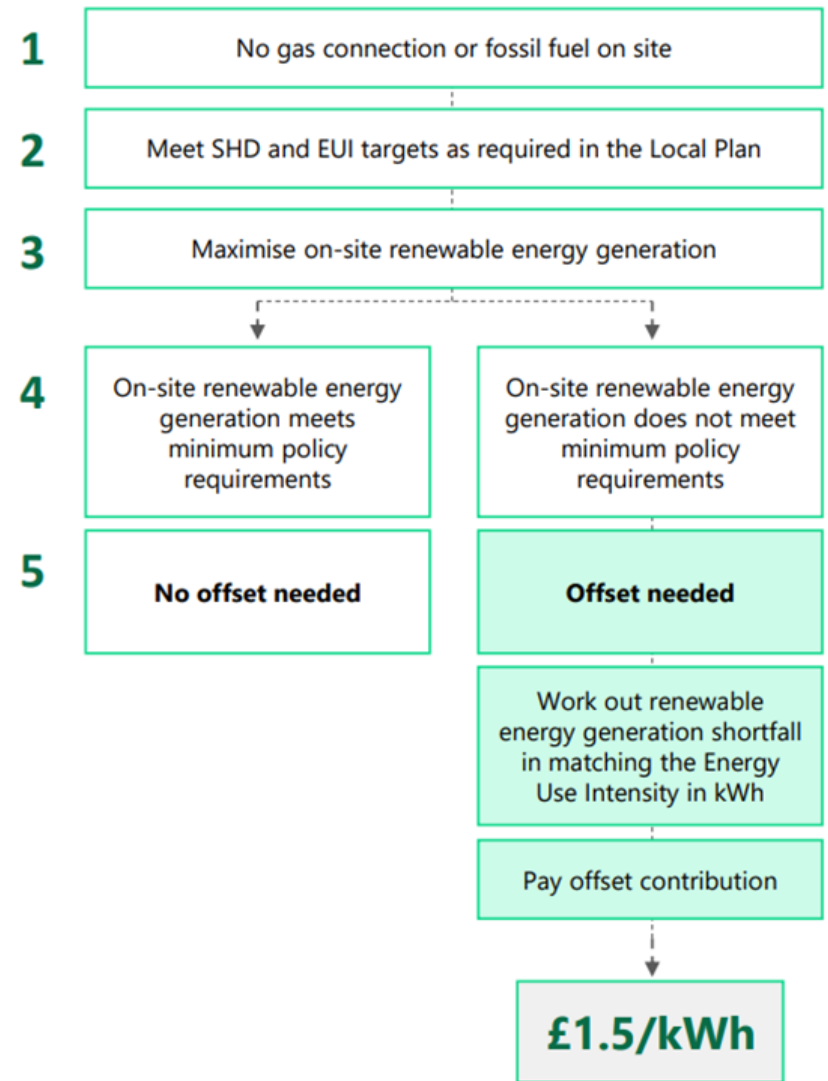 1
No gas connection or fossil fuel on site
2
Meet SHD and EUI targets as required in the Local Plan
3
Maximise on-site renewable energy generation
4
On-site renewable energy
generation meets
minimum policy
requirements
On-site renewable energy
generation does not meet
minimum policy
requirements
5
No offset needed
Offset needed
Work out renewable
energy generation shortfall
in matching the Energy
Use Intensity in kWh
Pay offset contribution
£1.5/kWh